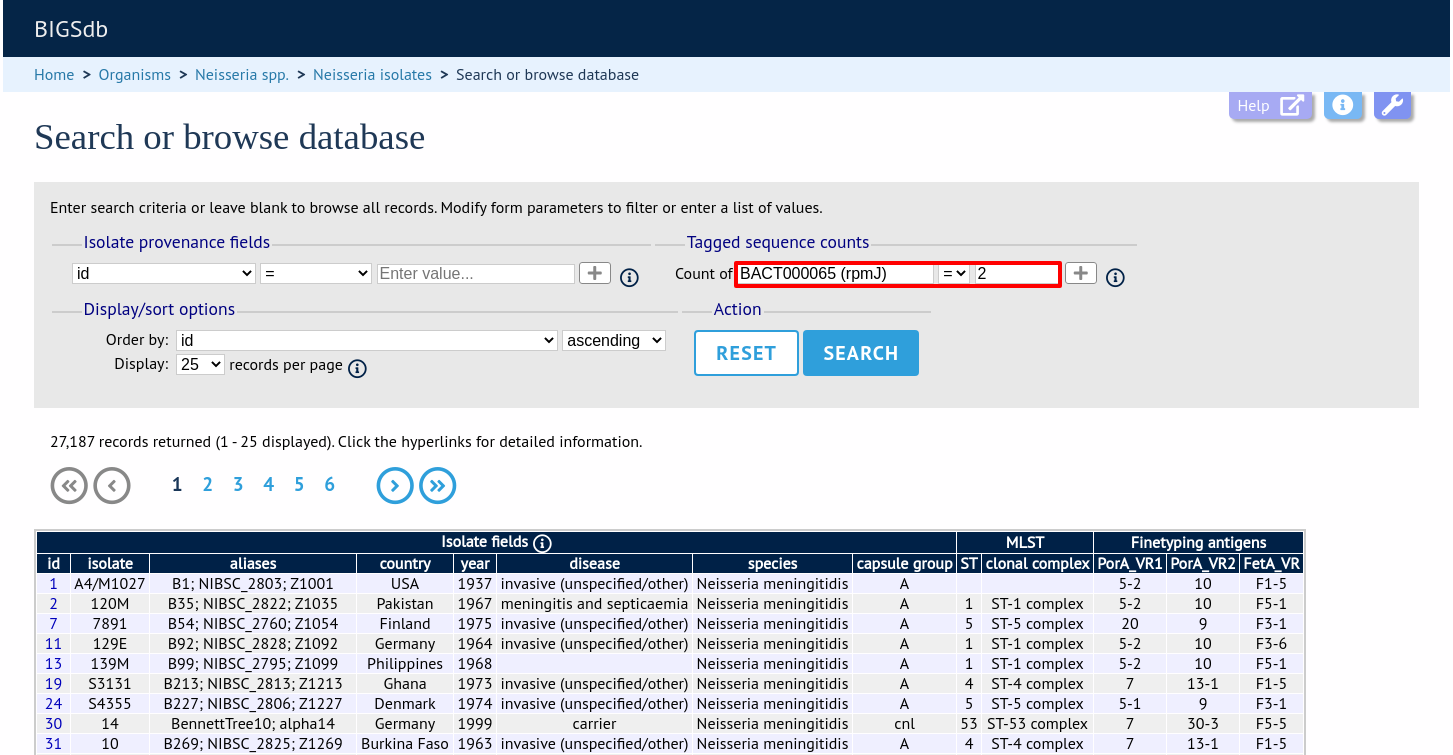 BIGSdb
Home > Organisms > Neisseria spp. > Neisseria isolates > Search or browse database
Help
Search or browse database
Enter search criteria or leave blank to browse all records. Modify form parameters to filter or enter a list of values.
Isolate provenance fields Tagged sequence counts
id = Enter value... + Count of BACT000065 (rpmJ) = 2 +
Display/sort options Action
Order by: id ascending RESET SEARCH
Display: 25 records per page
27,187 records returned (1 - 25 displayed). Click the hyperlinks for detailed information.
1 2 3 4 5 6
Isolate fields MLST Finetyping antigens
id isolate aliases country year disease species capsule group ST clonal complex PorA_VR1 PorA_VR2 FetA_VR
1 A4/M1027 B1; NIBSC_2803; Z1001 USA 1937 invasive (unspecified/other) Neisseria meningitidis A 5-2 10 F1-5
2 120M B35; NIBSC_2822; Z1035 Pakistan 1967 meningitis and septicaemia Neisseria meningitidis A 1 ST-1 complex 5-2 10 F5-1
7 7891 B54; NIBSC_2760; Z1054 Finland 1975 invasive (unspecified/other) Neisseria meningitidis A 5 ST-5 complex 20 9 F3-1
11 129E B92; NIBSC_2828; Z1092 Germany 1964 invasive (unspecified/other) Neisseria meningitidis A 1 ST-1 complex 5-2 10 F3-6
13 139M B99; NIBSC_2795; Z1099 Philippines 1968 Neisseria meningitidis A 1 ST-1 complex 5-2 10 F5-1
19 S3131 B213; NIBSC_2813; Z1213 Ghana 1973 invasive (unspecified/other) Neisseria meningitidis A 4 ST-4 complex 7 13-1 F1-5
24 S4355 B227; NIBSC_2806; Z1227 Denmark 1974 invasive (unspecified/other) Neisseria meningitidis A 5 ST-5 complex 5-1 9 F3-1
30 14 BennettTree10; alpha14 Germany 1999 carrier Neisseria meningitidis cnl 53 ST-53 complex 7 30-3 F5-5
31 10 B269; NIBSC_2825; Z1269 Burkina Faso 1963 invasive (unspecified/other) Neisseria meningitidis A 4 ST-4 complex 7 13-1 F1-5